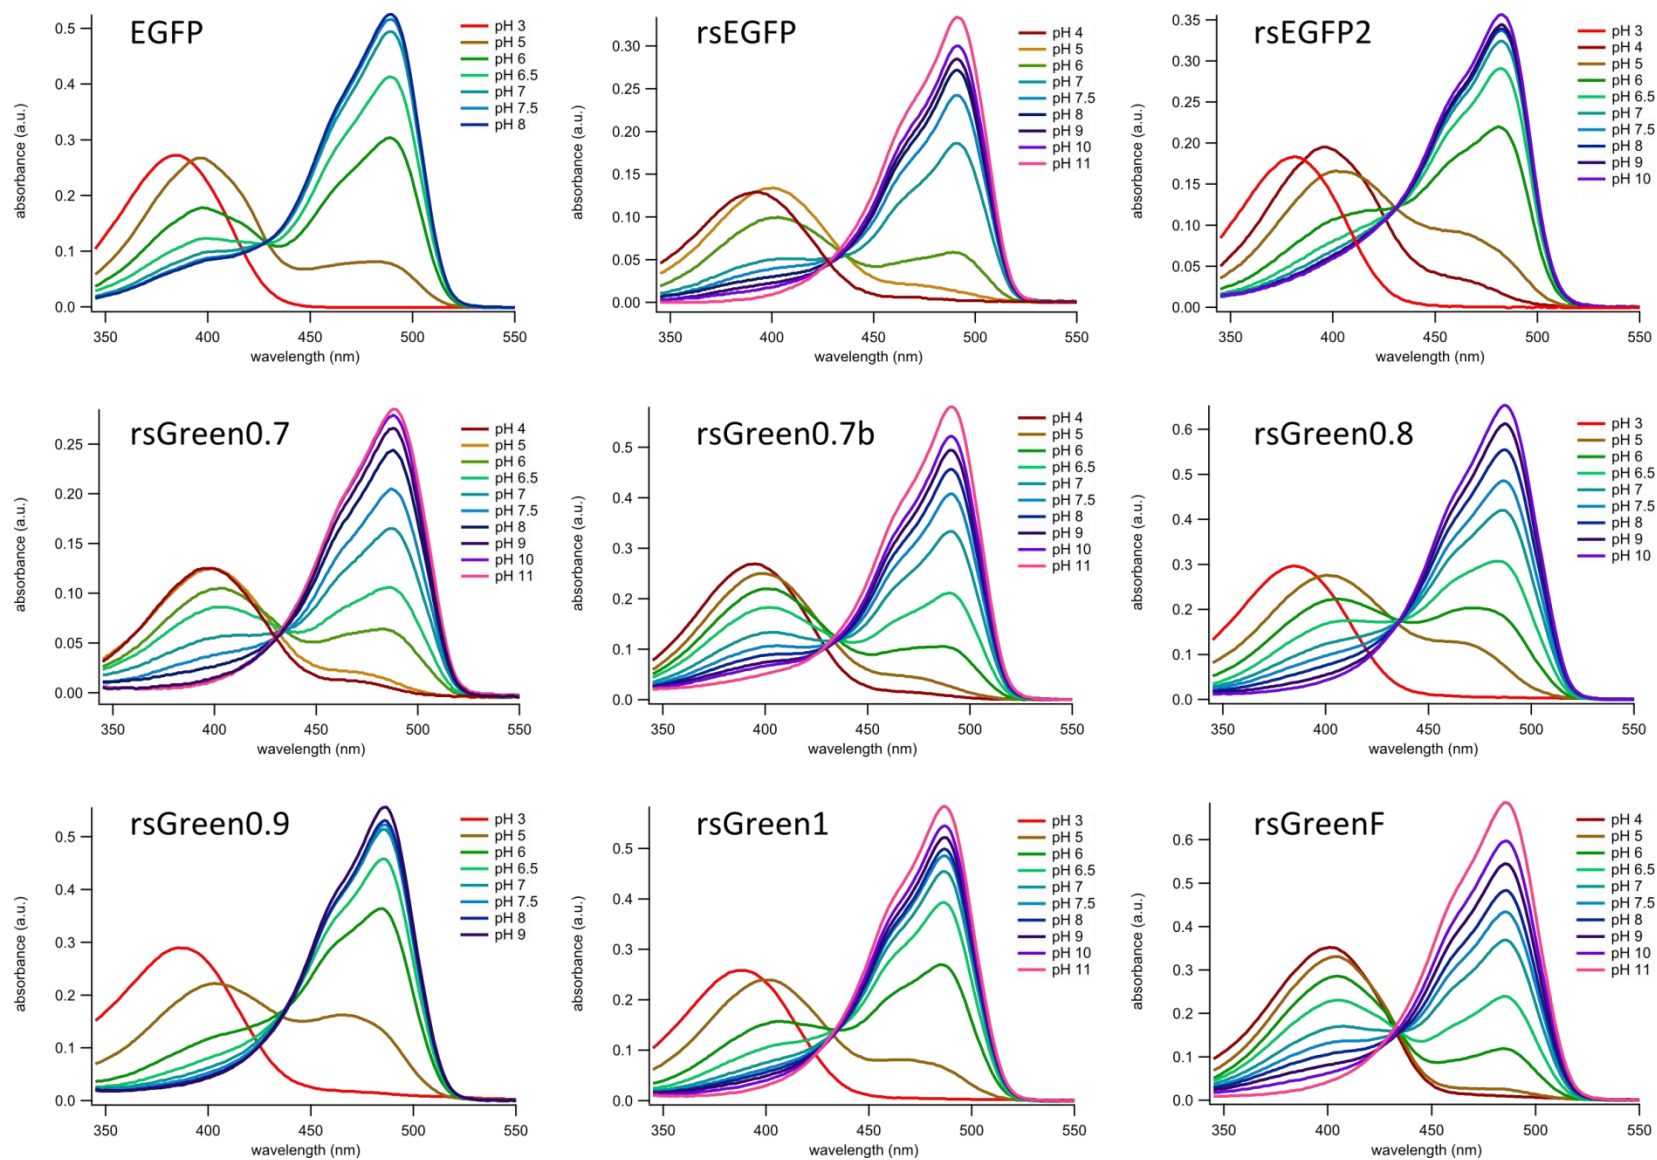 EGFP
absorbance (a.u.)
0.5
0.4
0.3
0.2
0.1
0.0
350 400 450 500 550
wavelength (nm)
pH 3
pH 5
pH 6
pH 6.5
pH 7
pH 7.5
pH 8
rsEGFP
absorbance (a.u.)
0.30
0.25
0.20
0.15
0.10
0.05
0.00
350 400 450 500 550
wavelength (nm)
pH 4
pH 5
pH 6
pH 7
pH 7.5
pH 8
pH 9
pH 10
pH 11
rsEGFP2
absorbance (a.u.)
0.35
0.30
0.25
0.20
0.15
0.10
0.05
0.00
350 400 450 500 550
wavelength (nm)
pH 3
pH 4
pH 5
pH 6
pH 6.5
pH 7
pH 7.5
pH 8
pH 9
pH 10
rsGreen0.7
absorbance (a.u.)
0.25
0.20
0.15
0.10
0.05
0.00
350 400 450 500 550
wavelength (nm)
pH 4
pH 5
pH 6
pH 6.5
pH 7
pH 7.5
pH 8
pH 9
pH 10
pH 11
rsGreen0.7b
absorbance (a.u.)
0.5
0.4
0.3
0.2
0.1
0.0
350 400 450 500 550
wavelength (nm)
pH 4
pH 5
pH 6
pH 6.5
pH 7
pH 7.5
pH 8
pH 9
pH 10
pH 11
rsGreen0.8
absorbance (a.u.)
0.6
0.5
0.4
0.3
0.2
0.1
0.0
350 400 450 500 550
wavelength (nm)
pH 3
pH 5
pH 6
pH 6.5
pH 7
pH 7.5
pH 8
pH 9
pH 10
rsGreen0.9
absorbance (a.u.)
0.5
0.4
0.3
0.2
0.1
0.0
350 400 450 500 550
wavelength (nm)
pH 3
pH 5
pH 6
pH 6.5
pH 7
pH 7.5
pH 8
pH 9
rsGreen1
absorbance (a.u.)
0.5
0.4
0.3
0.2
0.1
0.0
350 400 450 500 550
wavelength (nm)
pH 3
pH 5
pH 6
pH 6.5
pH 7
pH 7.5
pH 8
pH 9
pH 10
pH 11
rsGreenF
absorbance (a.u.)
0.6
0.5
0.4
0.3
0.2
0.1
0.0
350 400 450 500 550
wavelength (nm)
pH 4
pH 5
pH 6
pH 6.5
pH 7
pH 7.5
pH 8
pH 9
pH 10
pH 11